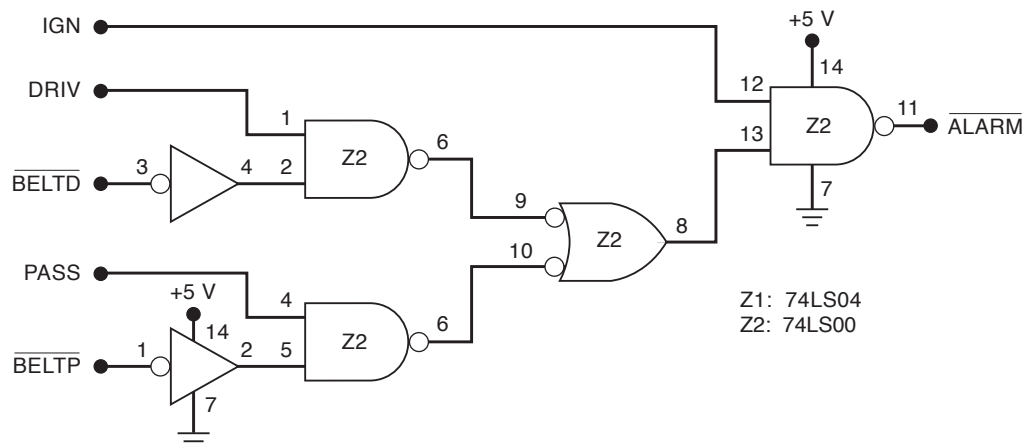 IGN
+5 V
14
12
DRIV
11
Z2
ALARM
1
13
6
Z2
3
4
2
BELTD
7
9
8
Z2
10
PASS
+5 V
4
Z1: 74LS04
14
6
Z2
Z2: 74LS00
1
2
5
BELTP
7